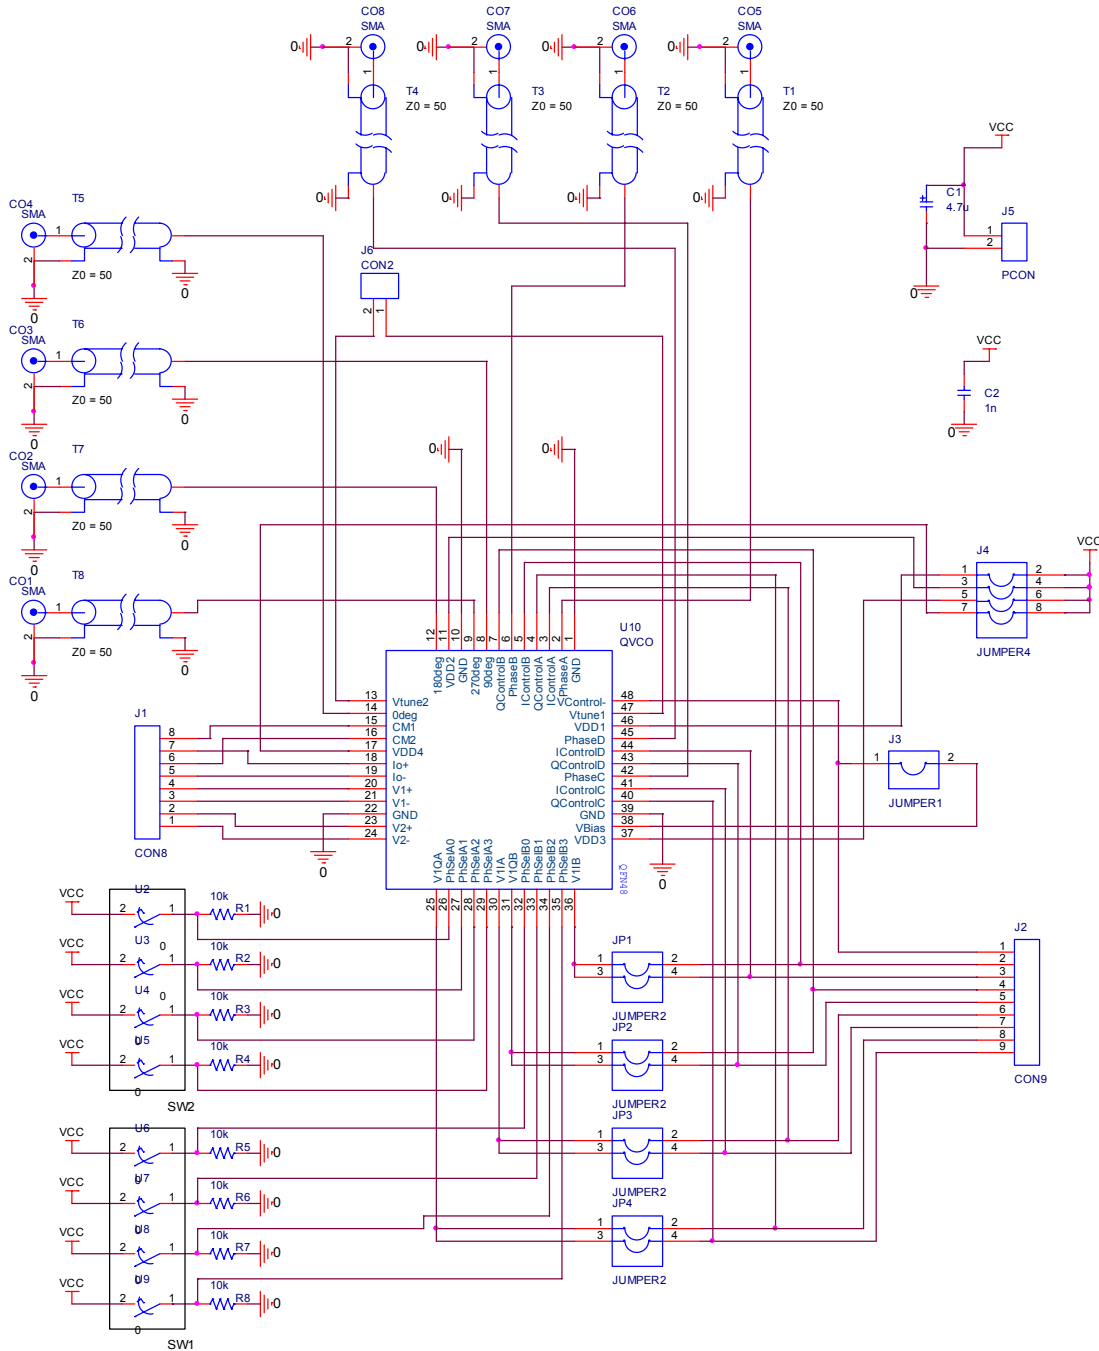 CO8 CO7 CO6 CO5
SMA SMA SMA SMA
0 2 0 2 0 2 0 2
1 1 1 1
T4 T3 T2 T1
Z0 = 50 Z0 = 50 Z0 = 50 Z0 = 50
0 0 0 0
VCC
C1
4.7u
J5
1
2
PCON
0
VCC
C2
1n
0
CO4
SMA
T5
1
2
Z0 = 50
0
0
CO3
SMA
T6
1
2
Z0 = 50
0
0
CO2
SMA
T7
1
2
Z0 = 50
0
0
CO1
SMA
T8
1
2
Z0 = 50
0
0
J6
CON2
2 1
0 0
J4
VCC
1 2
3 4
5 6
7 8
JUMPER4
U10
QVCO
12 11 10 9 8 7 6 5 4 3 2 1
180deg VDD2 GND 270deg 90deg QControlB PhaseB IControlB QControlA IControlA PhaseA GND
13 Vtune2 VControl- 48
14 0deg Vtune1 47
15 CM1 VDD1 46
16 CM2 PhaseD 45
17 VDD4 IControlD 44
18 Io+ QControlD 43
19 Io- PhaseC 42
20 V1+ IControlC 41
21 V1- QControlC 40
22 GND GND 39
23 V2+ VBias 38
24 V2- VDD3 37
V1QA PhSelA0 PhSelA1 PhSelA2 PhSelA3 V1IA V1QB PhSelB0 PhSelB1 PhSelB2 PhSelB3 V1IB
25 26 27 28 29 30 31 32 33 34 35 36
QFN48
0
0
J1
8
7
6
5
4
3
2
1
CON8
J3
1 2
JUMPER1
VCC U2 2 1 10k R1 0
VCC U3 0 2 1 10k R2 0
VCC U4 0 2 1 10k R3 0
VCC U5 0 2 1 10k R4 0
0
SW2
VCC U6 2 1 10k R5 0
VCC U7 0 2 1 10k R6 0
VCC U8 0 2 1 10k R7 0
VCC U9 0 2 1 10k R8 0
0
SW1
JP1
1 2
3 4
JUMPER2
JP2
1 2
3 4
JUMPER2
JP3
1 2
3 4
JUMPER2
JP4
1 2
3 4
JUMPER2
J2
1
2
3
4
5
6
7
8
9
CON9